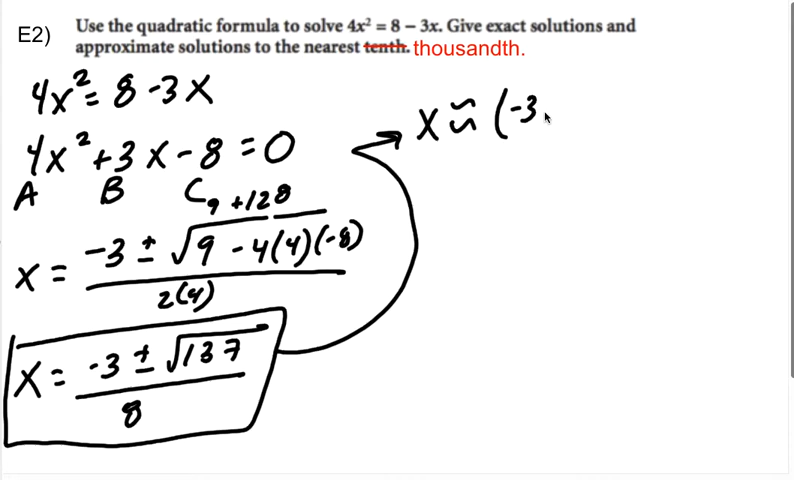 E2) Use the quadratic formula to solve 4x² = 8 − 3x. Give exact solutions and
approximate solutions to the nearest tenth. thousandth.
4x² = 8 - 3x
4x² + 3x - 8 = 0
A B C
9 + 128
x = (-3 ± √(9 - 4(4)(-8))) / 2(4)
x = (-3 ± √137) / 8
x ≈ (-3